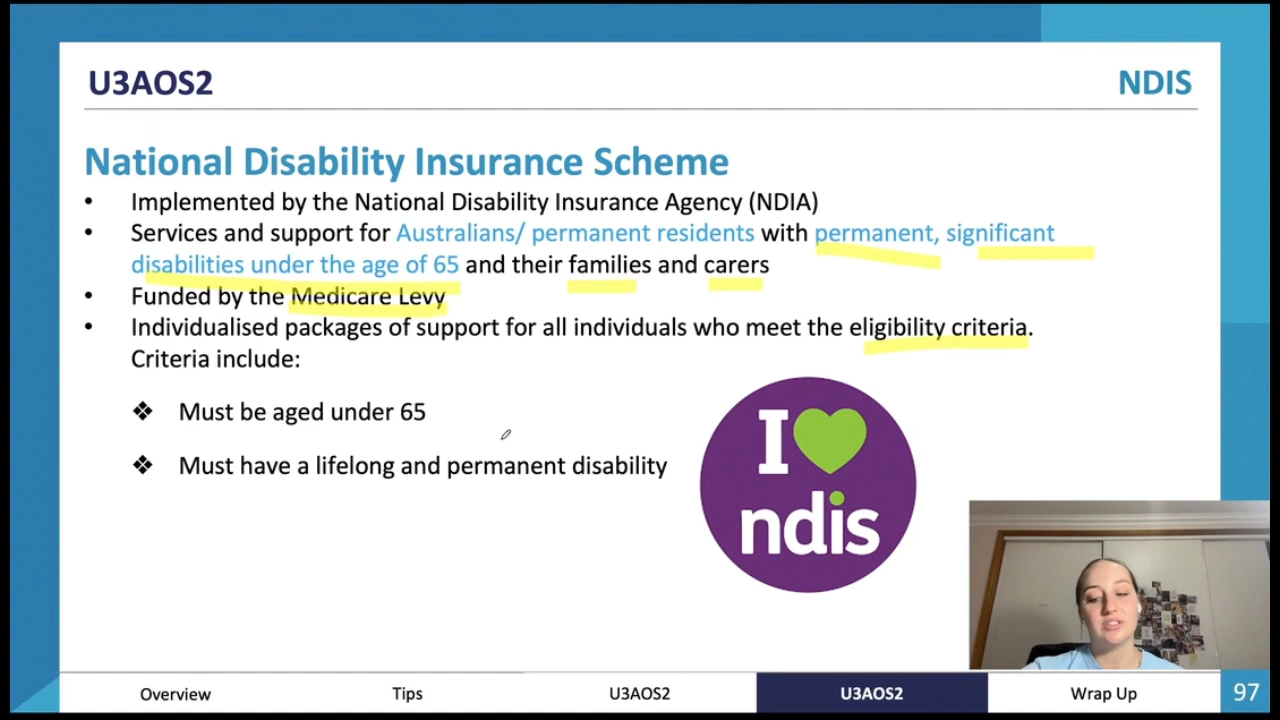 U3AOS2
NDIS
National Disability Insurance Scheme
• Implemented by the National Disability Insurance Agency (NDIA)
• Services and support for Australians/ permanent residents with permanent, significant
disabilities under the age of 65 and their families and carers
• Funded by the Medicare Levy
• Individualised packages of support for all individuals who meet the eligibility criteria.
Criteria include:
❖ Must be aged under 65
❖ Must have a lifelong and permanent disability
I
ndis
Overview
Tips
U3AOS2
U3AOS2
Wrap Up
97